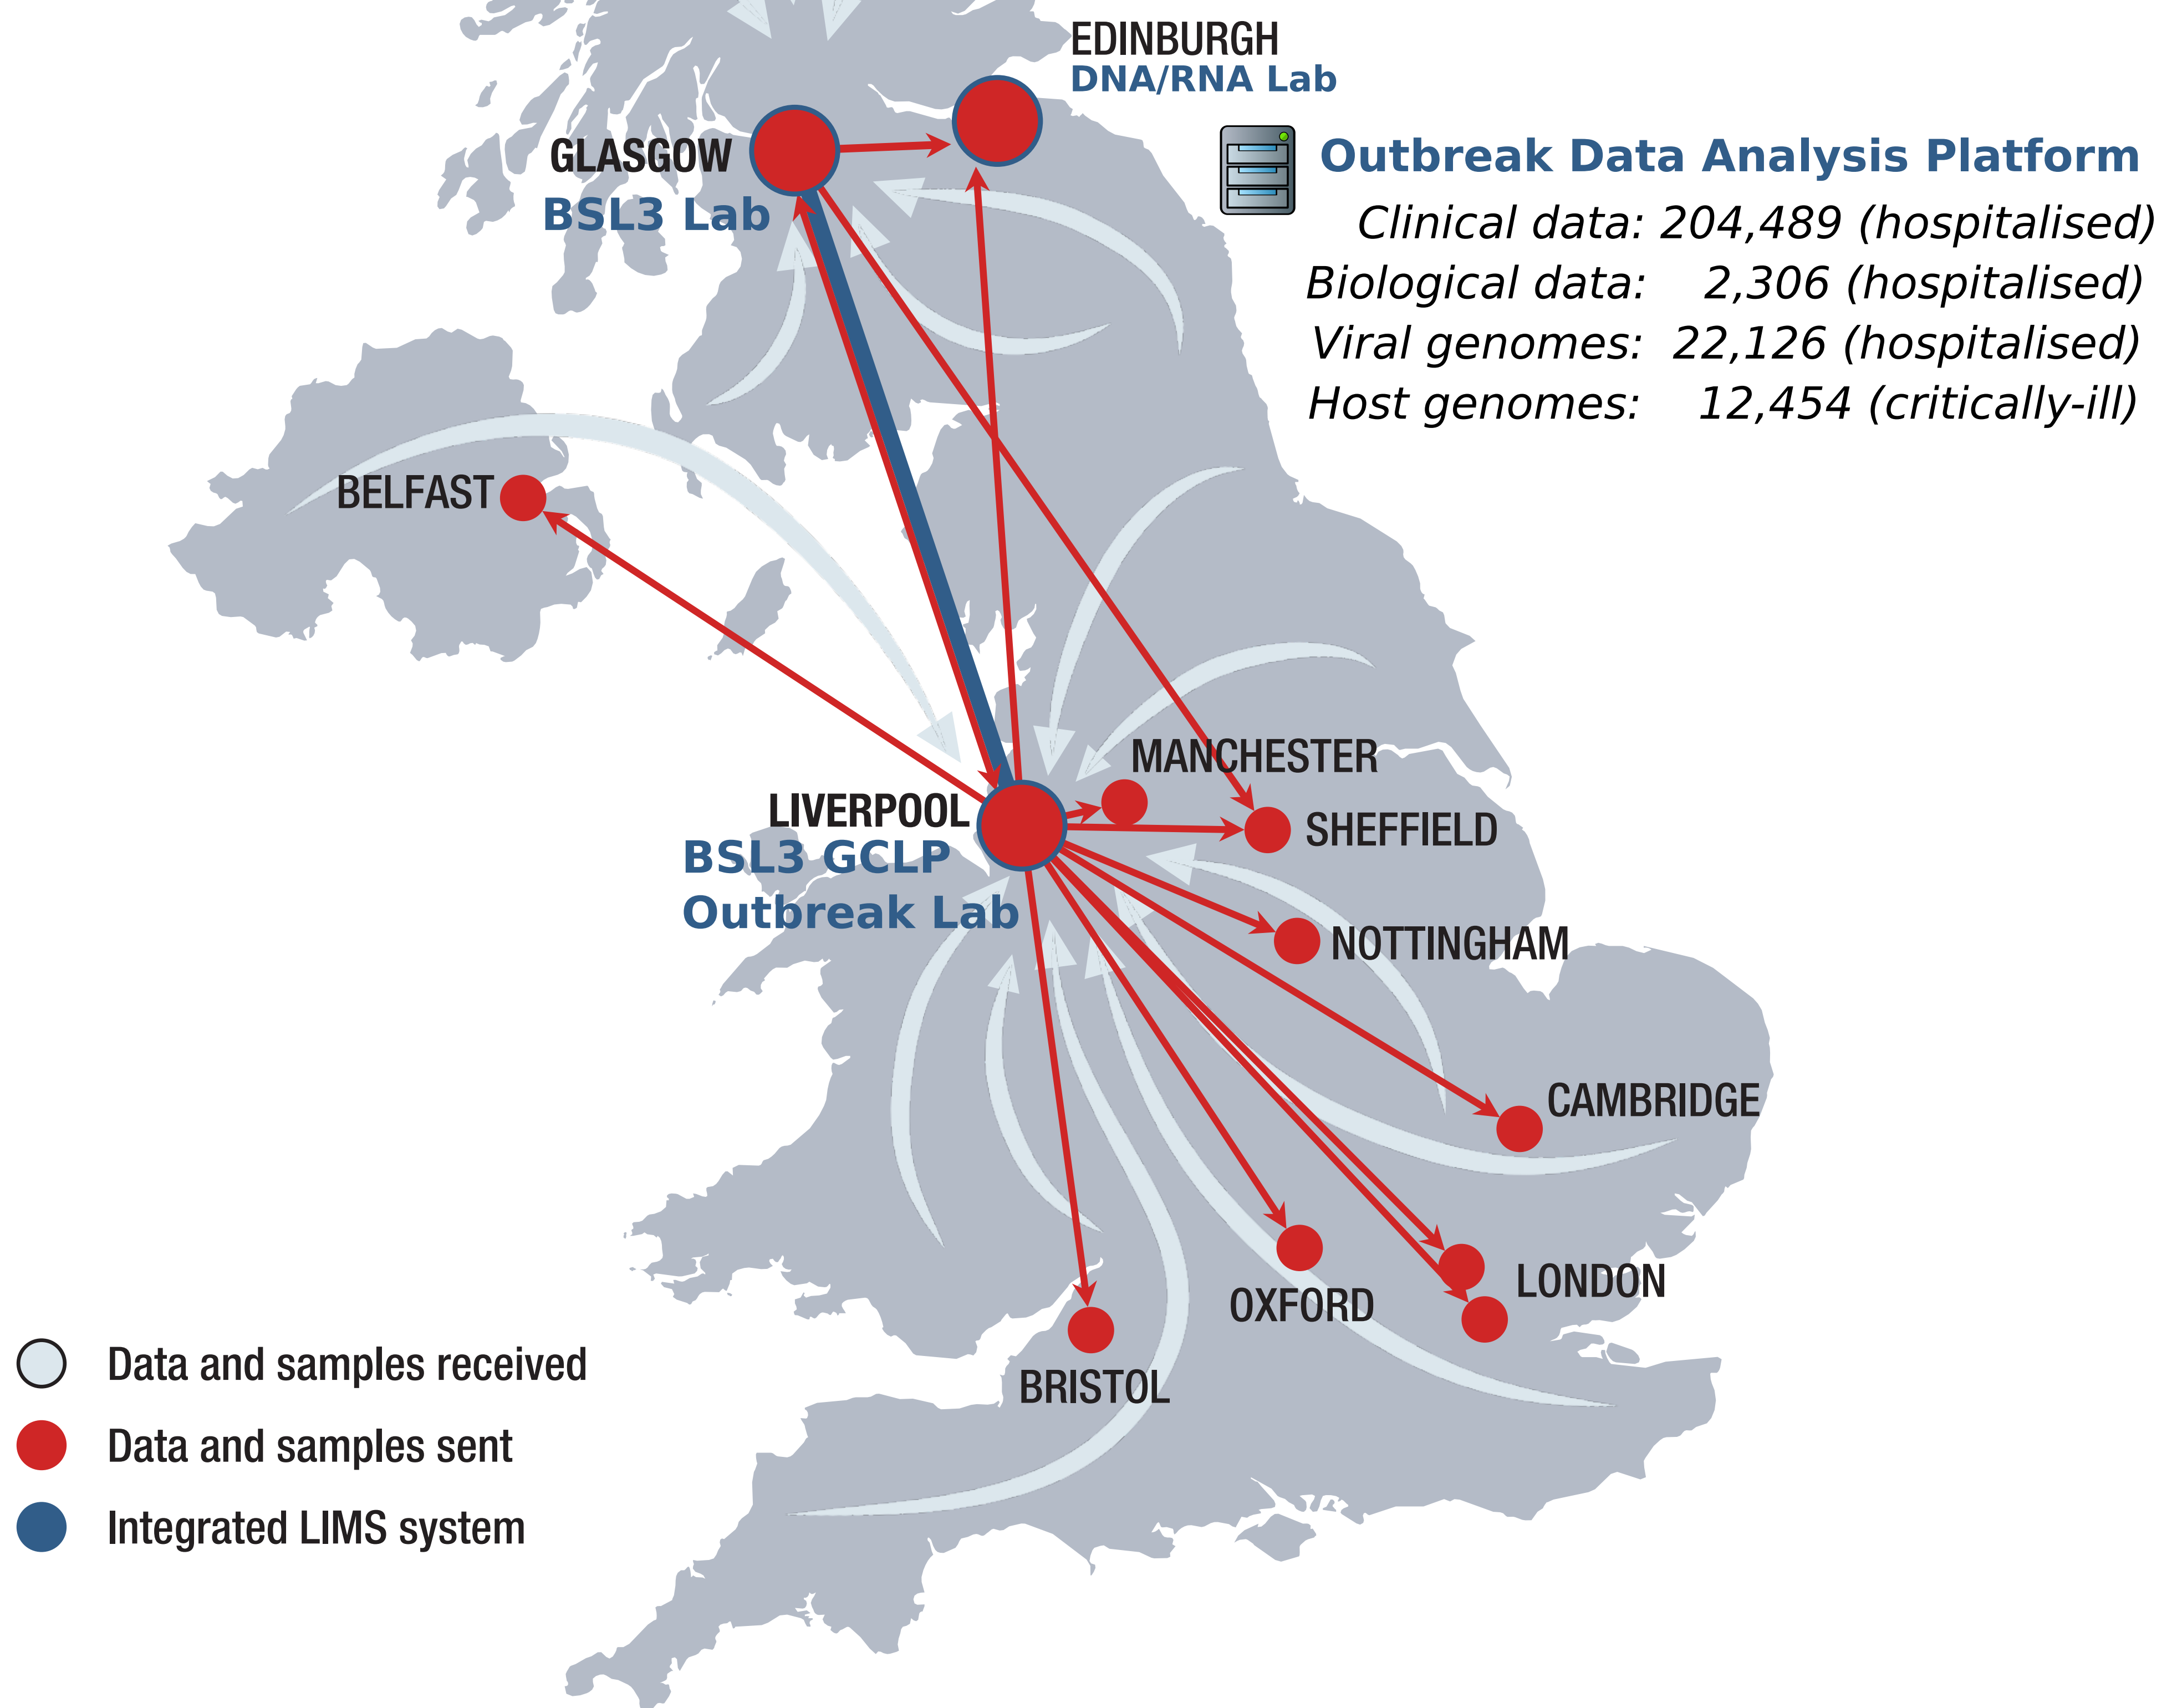 EDINBURGH
DNA/RNA Lab
GLASGOW
BSL3 Lab
Outbreak Data Analysis Platform
Clinical data: 204,489 (hospitalised)
Biological data: 2,306 (hospitalised)
Viral genomes: 22,126 (hospitalised)
Host genomes: 12,454 (critically-ill)
BELFAST
MANCHESTER
LIVERPOOL
BSL3 GCLP
Outbreak Lab
SHEFFIELD
NOTTINGHAM
CAMBRIDGE
LONDON
OXFORD
BRISTOL
Data and samples received
Data and samples sent
Integrated LIMS system